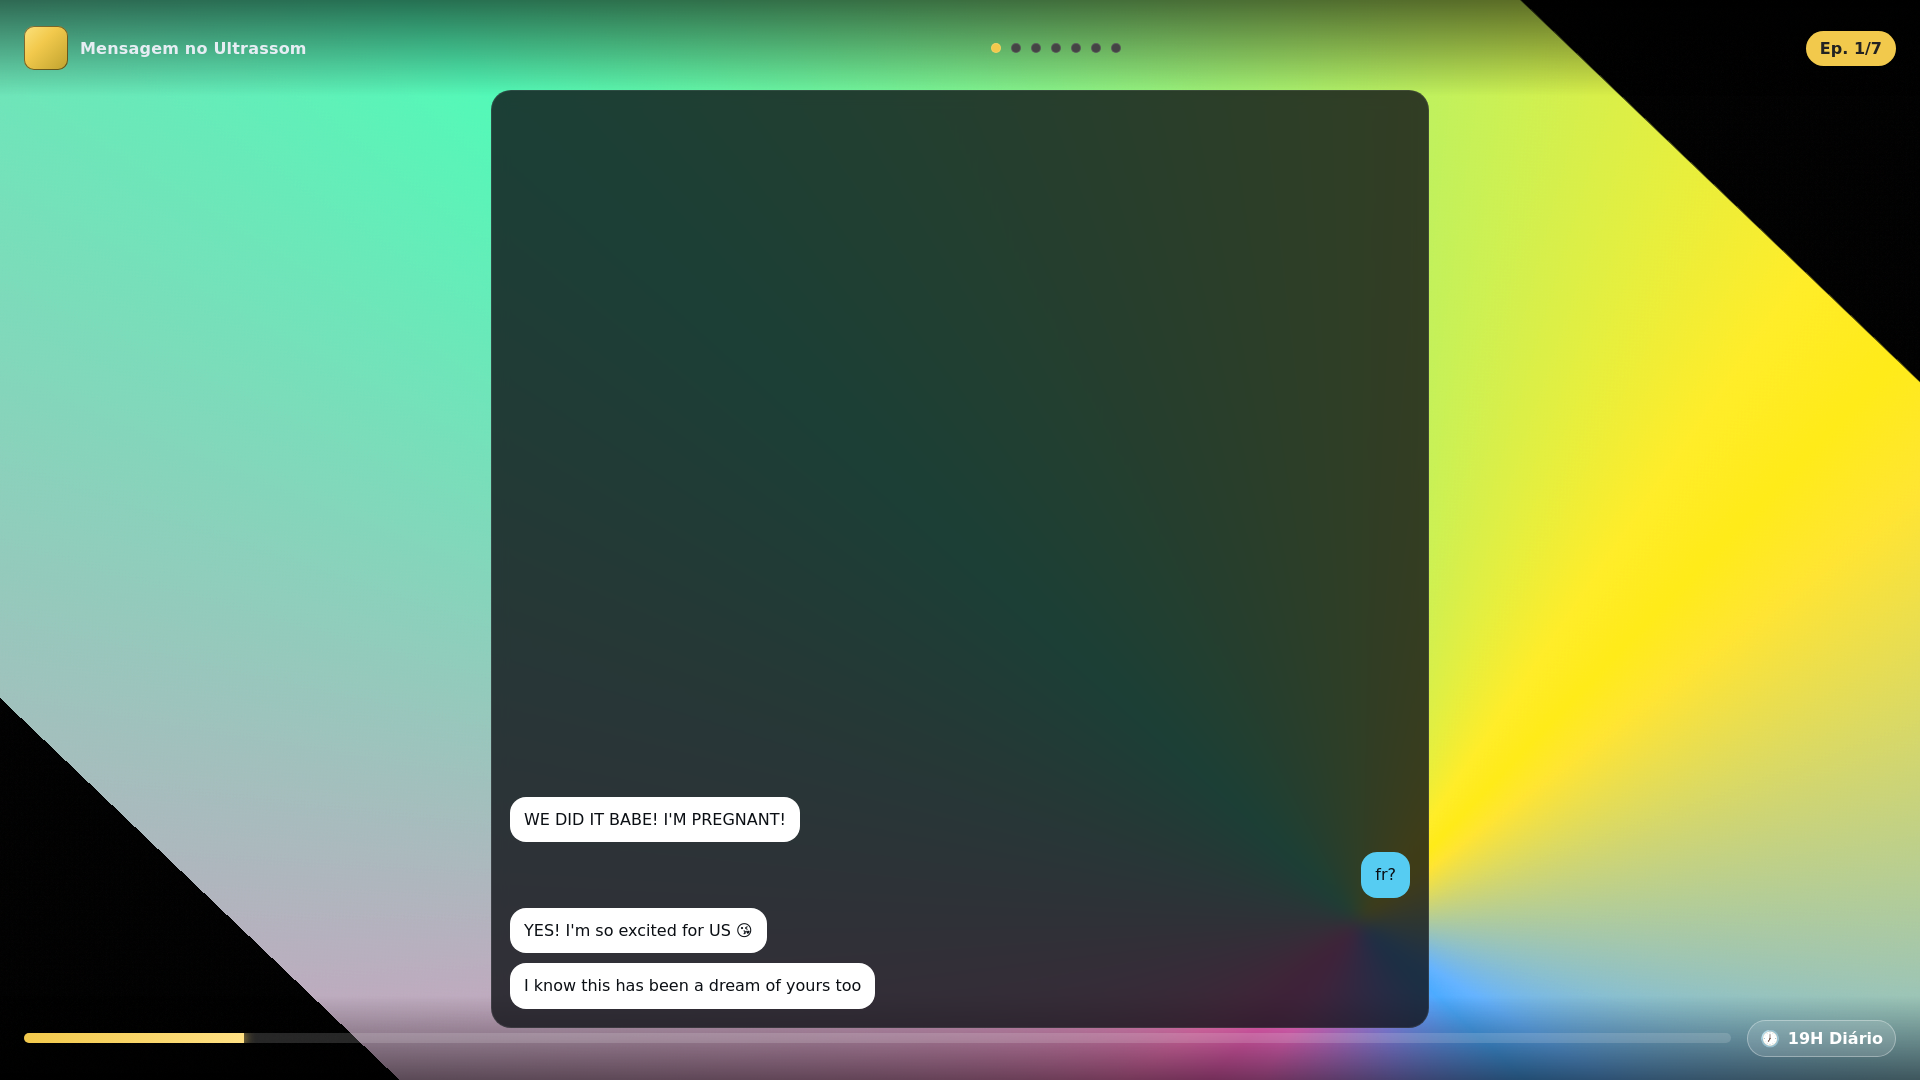 Mensagem no Ultrassom
Ep. 1/7
WE DID IT BABE! I'M PREGNANT!
fr?
YES! I'm so excited for US 😘
I know this has been a dream of yours too
🕖 19H Diário